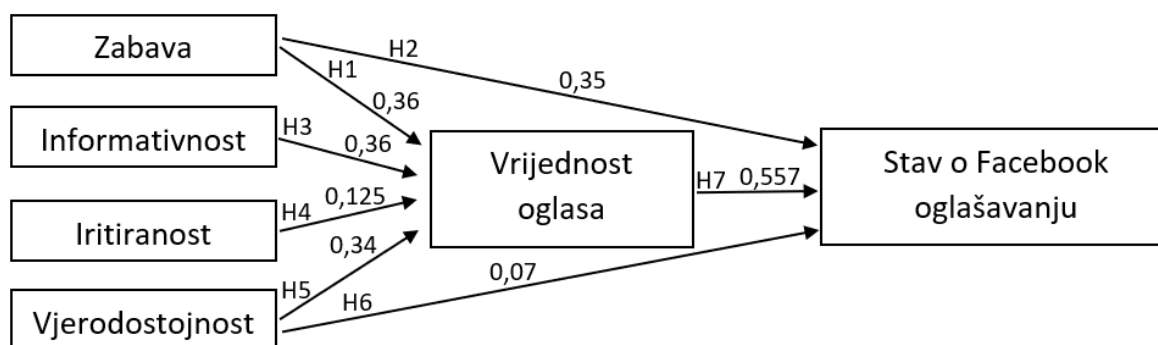 Zabava
H2
H1
0,35
0,36
Informativnost
H3
0,36
Vrijednost
oglasa
Stav o Facebook
oglašavanju
H7
0,557
Iritiranost
H4
0,125
0,34
Vjerodostojnost
H5
H6
0,07